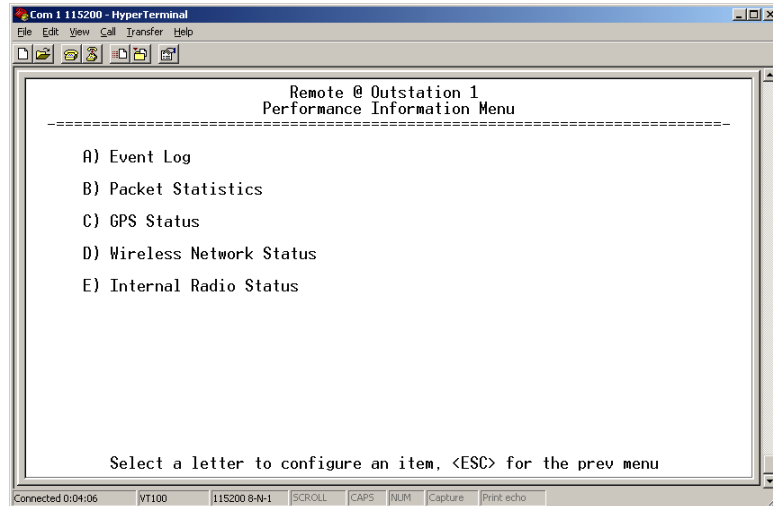 Com 1 115200 - HyperTerminal
File Edit View Call Transfer Help
Remote @ Outstation 1
Performance Information Menu
-==========================================================================-
A) Event Log
B) Packet Statistics
C) GPS Status
D) Wireless Network Status
E) Internal Radio Status
Select a letter to configure an item, <ESC> for the prev menu
Connected 0:04:06 VT100 115200 8-N-1 SCROLL CAPS NUM Capture Print echo